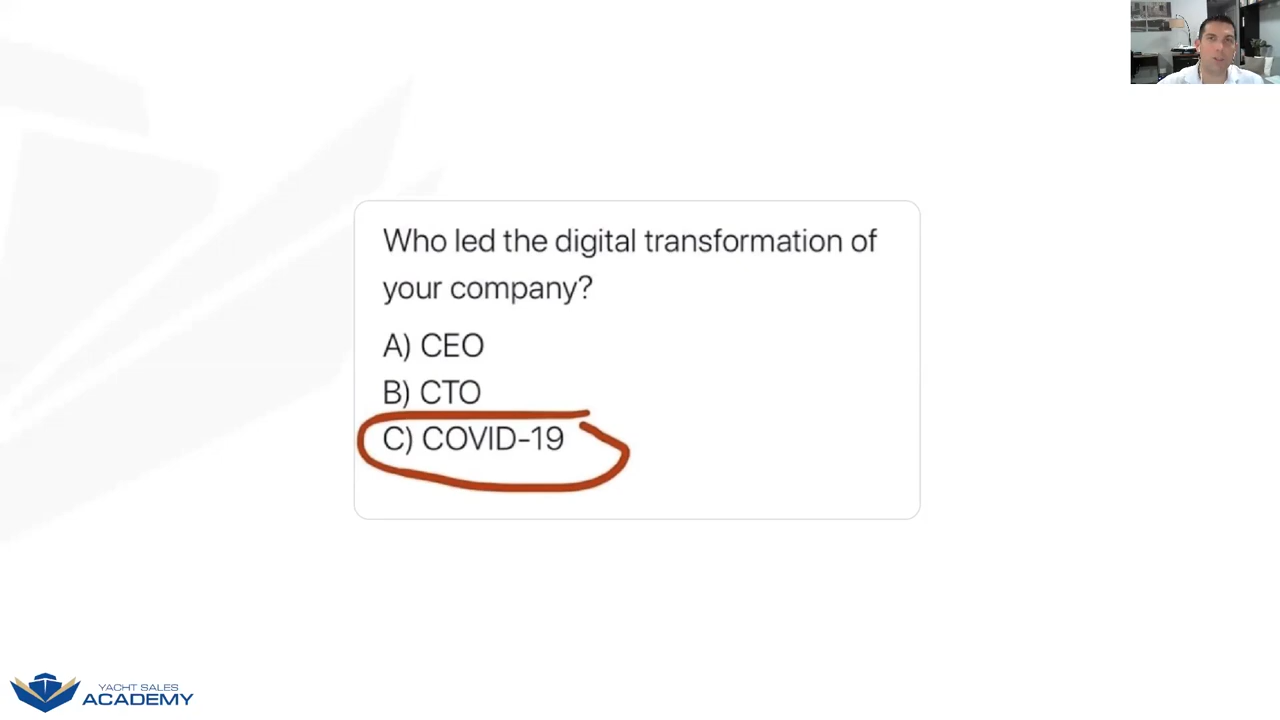 Who led the digital transformation of
your company?
A) CEO
B) CTO
C) COVID-19
YACHT SALES
ACADEMY